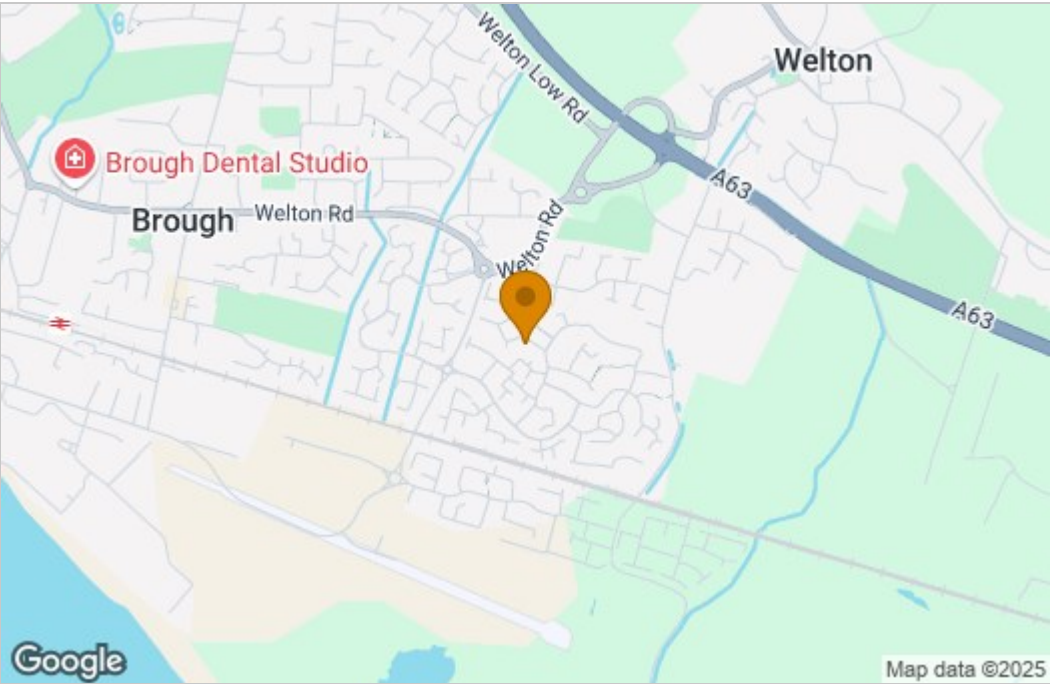 Welton Low Rd
Welton
Brough Dental Studio
A63
Brough
Welton Rd
Welton Rd
A63
Google
Map data ©2025